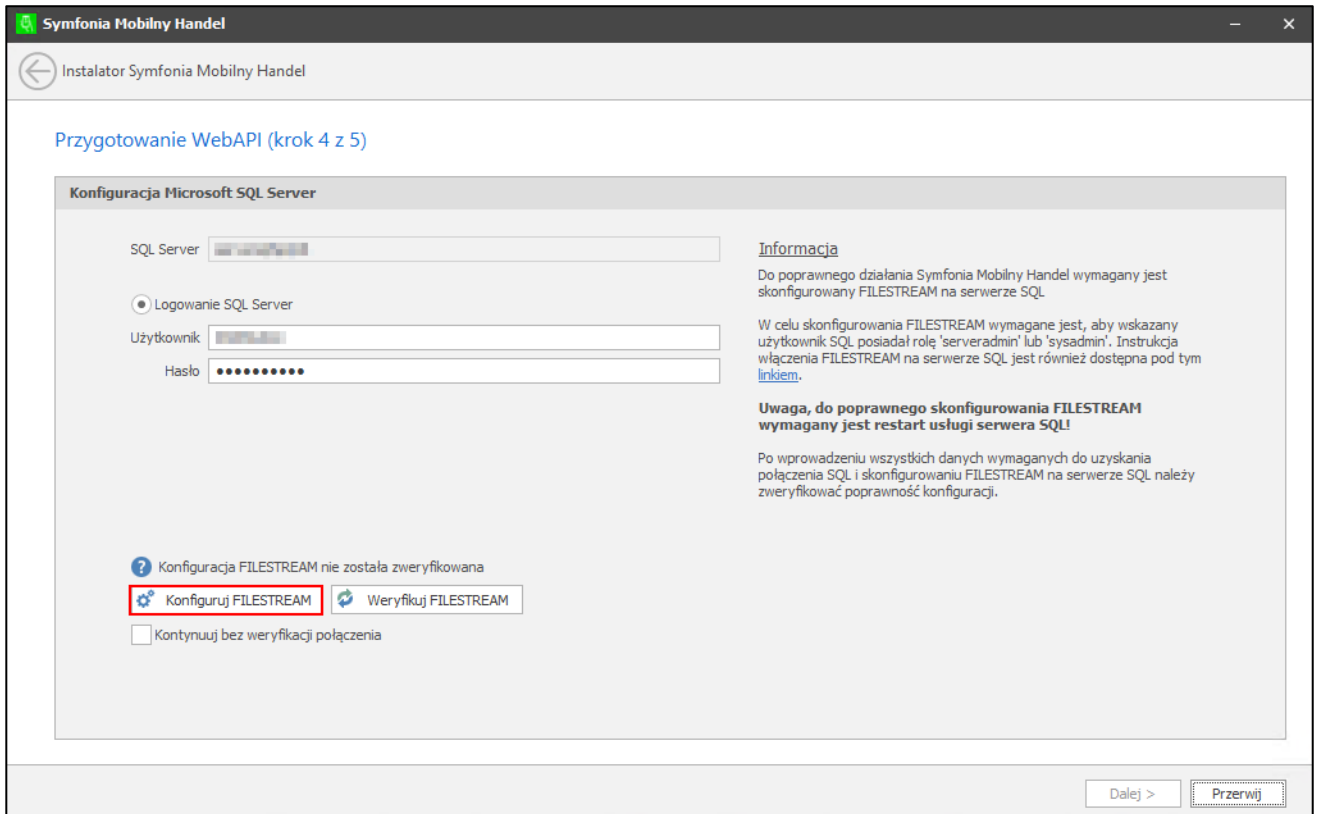 Symfonia Mobilny Handel
Instalator Symfonia Mobilny Handel
Przygotowanie WebAPI (krok 4 z 5)
Konfiguracja Microsoft SQL Server
SQL Server
Logowanie SQL Server
Użytkownik
Hasło ●●●●●●●●●●
Informacja
Do poprawnego działania Symfonia Mobilny Handel wymagany jest
skonfigurowany FILESTREAM na serwerze SQL
W celu skonfigurowania FILESTREAM wymagane jest, aby wskazany
użytkownik SQL posiadał rolę 'serveradmin' lub 'sysadmin'. Instrukcja
włączenia FILESTREAM na serwerze SQL jest również dostępna pod tym
linkiem.
Uwaga, do poprawnego skonfigurowania FILESTREAM
wymagany jest restart usługi serwera SQL!
Po wprowadzeniu wszystkich danych wymaganych do uzyskania
połączenia SQL i skonfigurowaniu FILESTREAM na serwerze SQL należy
zweryfikować poprawność konfiguracji.
Konfiguracja FILESTREAM nie została zweryfikowana
Konfiguruj FILESTREAM Weryfikuj FILESTREAM
Kontynuuj bez weryfikacji połączenia
Dalej > Przerwij